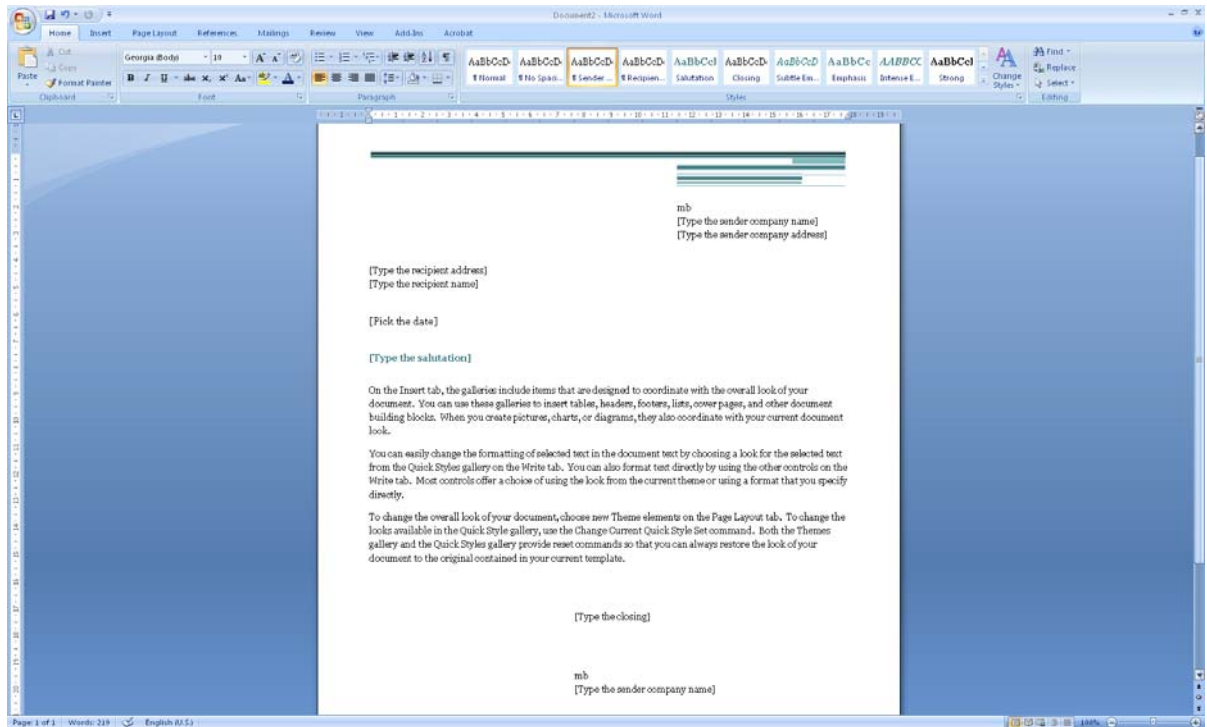 Document2 - Microsoft Word
Home Insert Page Layout References Mailings Review View Add-Ins Acrobat
Cut
Copy
Format Painter
Paste
Georgia (Body) 10
AaBbCcD AaBbCcD AaBbCcD AaBbCcD AaBbCcI AaBbCcD AaBbCcD AaBbCc AABBCC AaBbCcI
¶ Normal ¶ No Spaci... ¶ Sender ... ¶ Recipien... Salutation Closing Subtle Em... Emphasis Intense E... Strong
Change Styles
Find
Replace
Select
Clipboard Font Paragraph Styles Editing
mb
[Type the sender company name]
[Type the sender company address]
[Type the recipient address]
[Type the recipient name]
[Pick the date]
[Type the salutation]
On the Insert tab, the galleries include items that are designed to coordinate with the overall look of your
document. You can use these galleries to insert tables, headers, footers, lists, cover pages, and other document
building blocks. When you create pictures, charts, or diagrams, they also coordinate with your current document
look.
You can easily change the formatting of selected text in the document text by choosing a look for the selected text
from the Quick Styles gallery on the Write tab. You can also format text directly by using the other controls on the
Write tab. Most controls offer a choice of using the look from the current theme or using a format that you specify
directly.
To change the overall look of your document, choose new Theme elements on the Page Layout tab. To change the
looks available in the Quick Style gallery, use the Change Current Quick Style Set command. Both the Themes
gallery and the Quick Styles gallery provide reset commands so that you can always restore the look of your
document to the original contained in your current template.
[Type the closing]
mb
[Type the sender company name]
Page: 1 of 1 Words: 219 English (U.S.) 100%